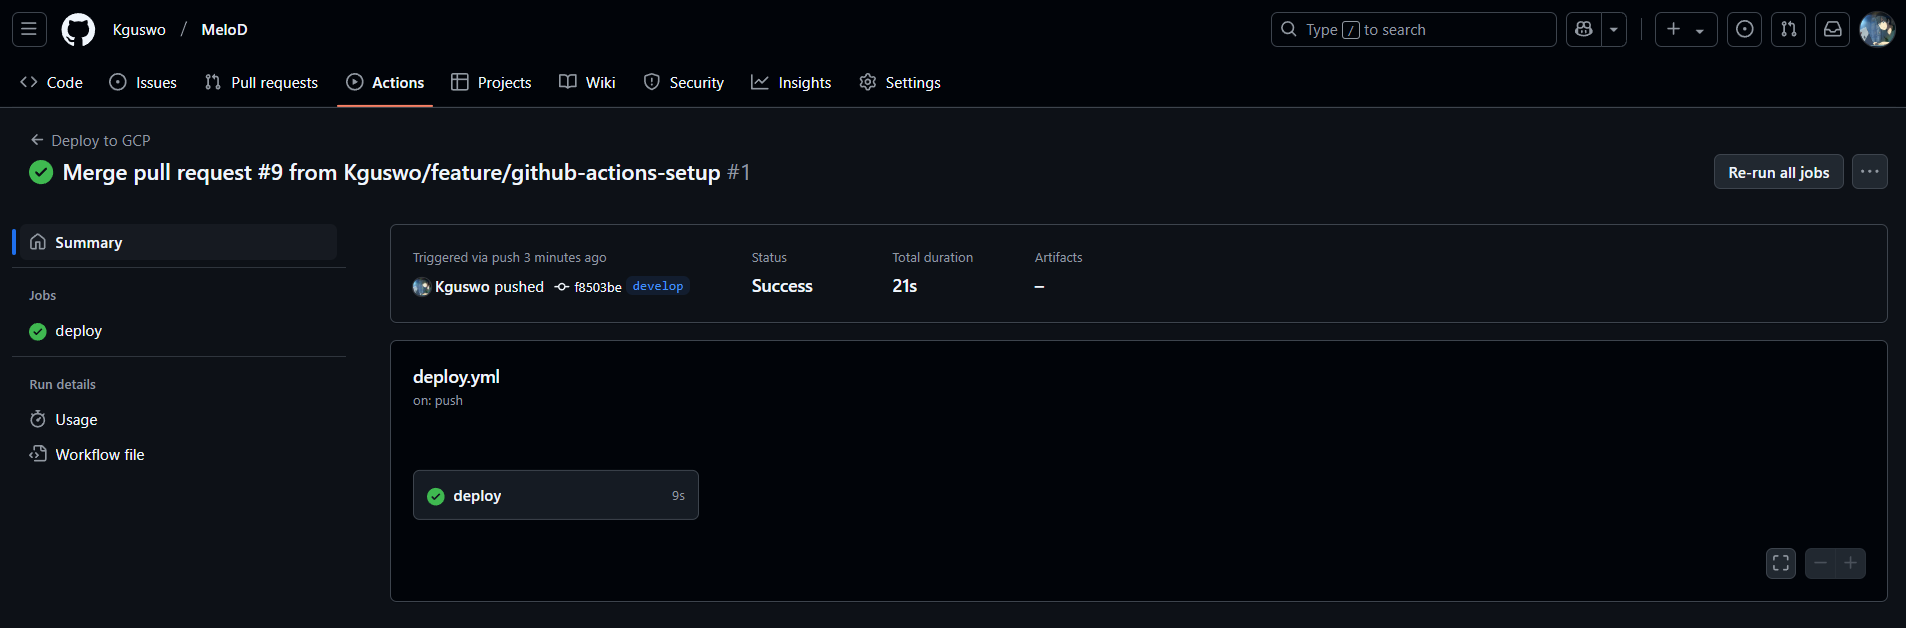 Kguswo / MeloD
Type / to search
Code Issues Pull requests Actions Projects Wiki Security Insights Settings
Deploy to GCP
Merge pull request #9 from Kguswo/feature/github-actions-setup #1
Re-run all jobs
Summary
Jobs
deploy
Run details
Usage
Workflow file
Triggered via push 3 minutes ago
Kguswo pushed f8503be develop
Status
Success
Total duration
21s
Artifacts
–
deploy.yml
on: push
deploy 9s